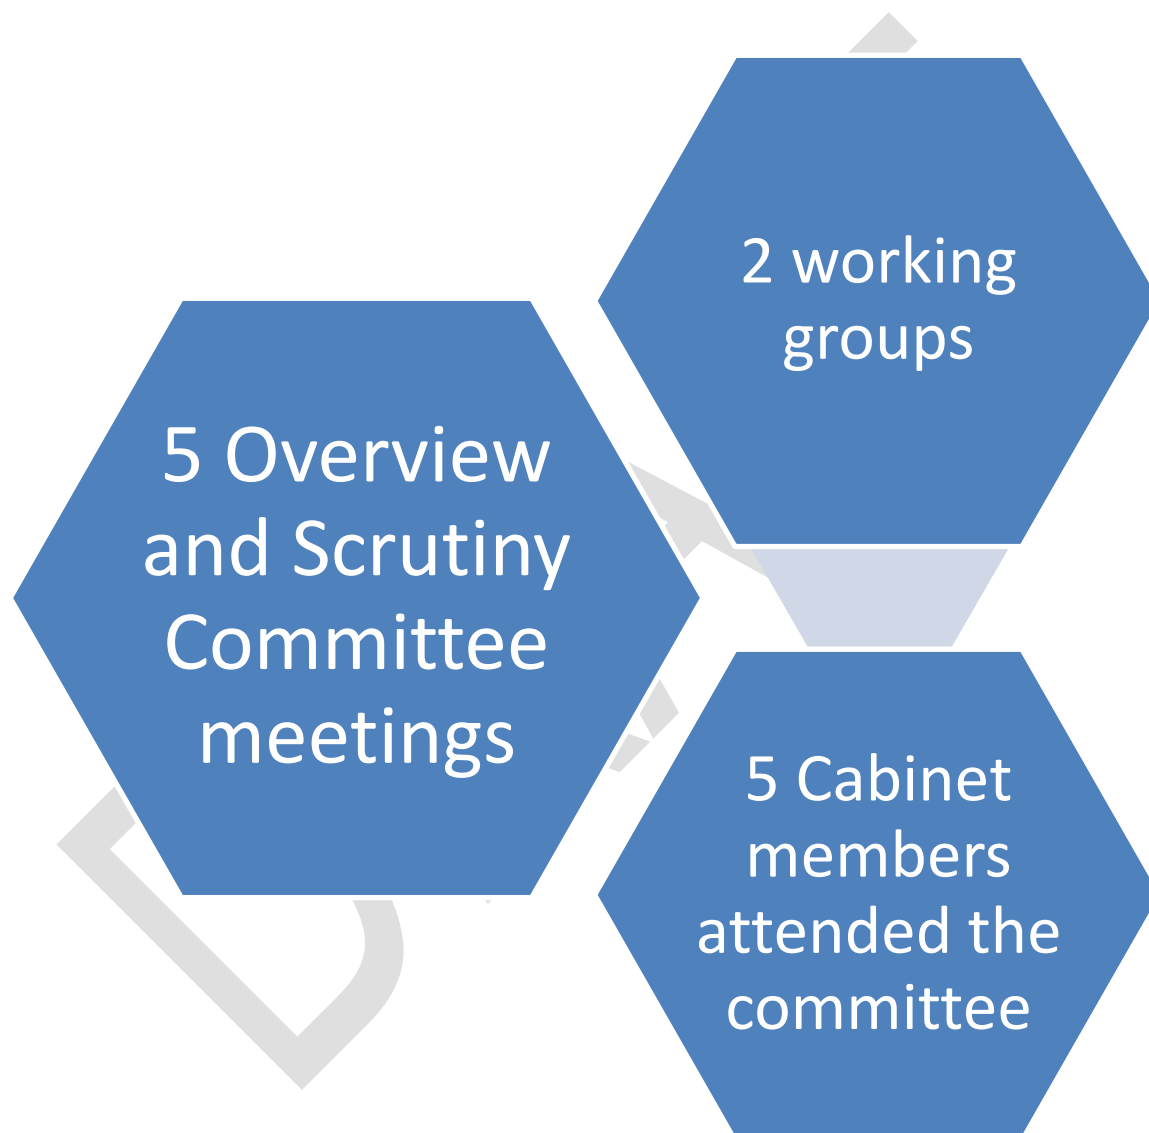 2 working
groups
5 Overview
and Scrutiny
Committee
meetings
5 Cabinet
members
attended the
committee